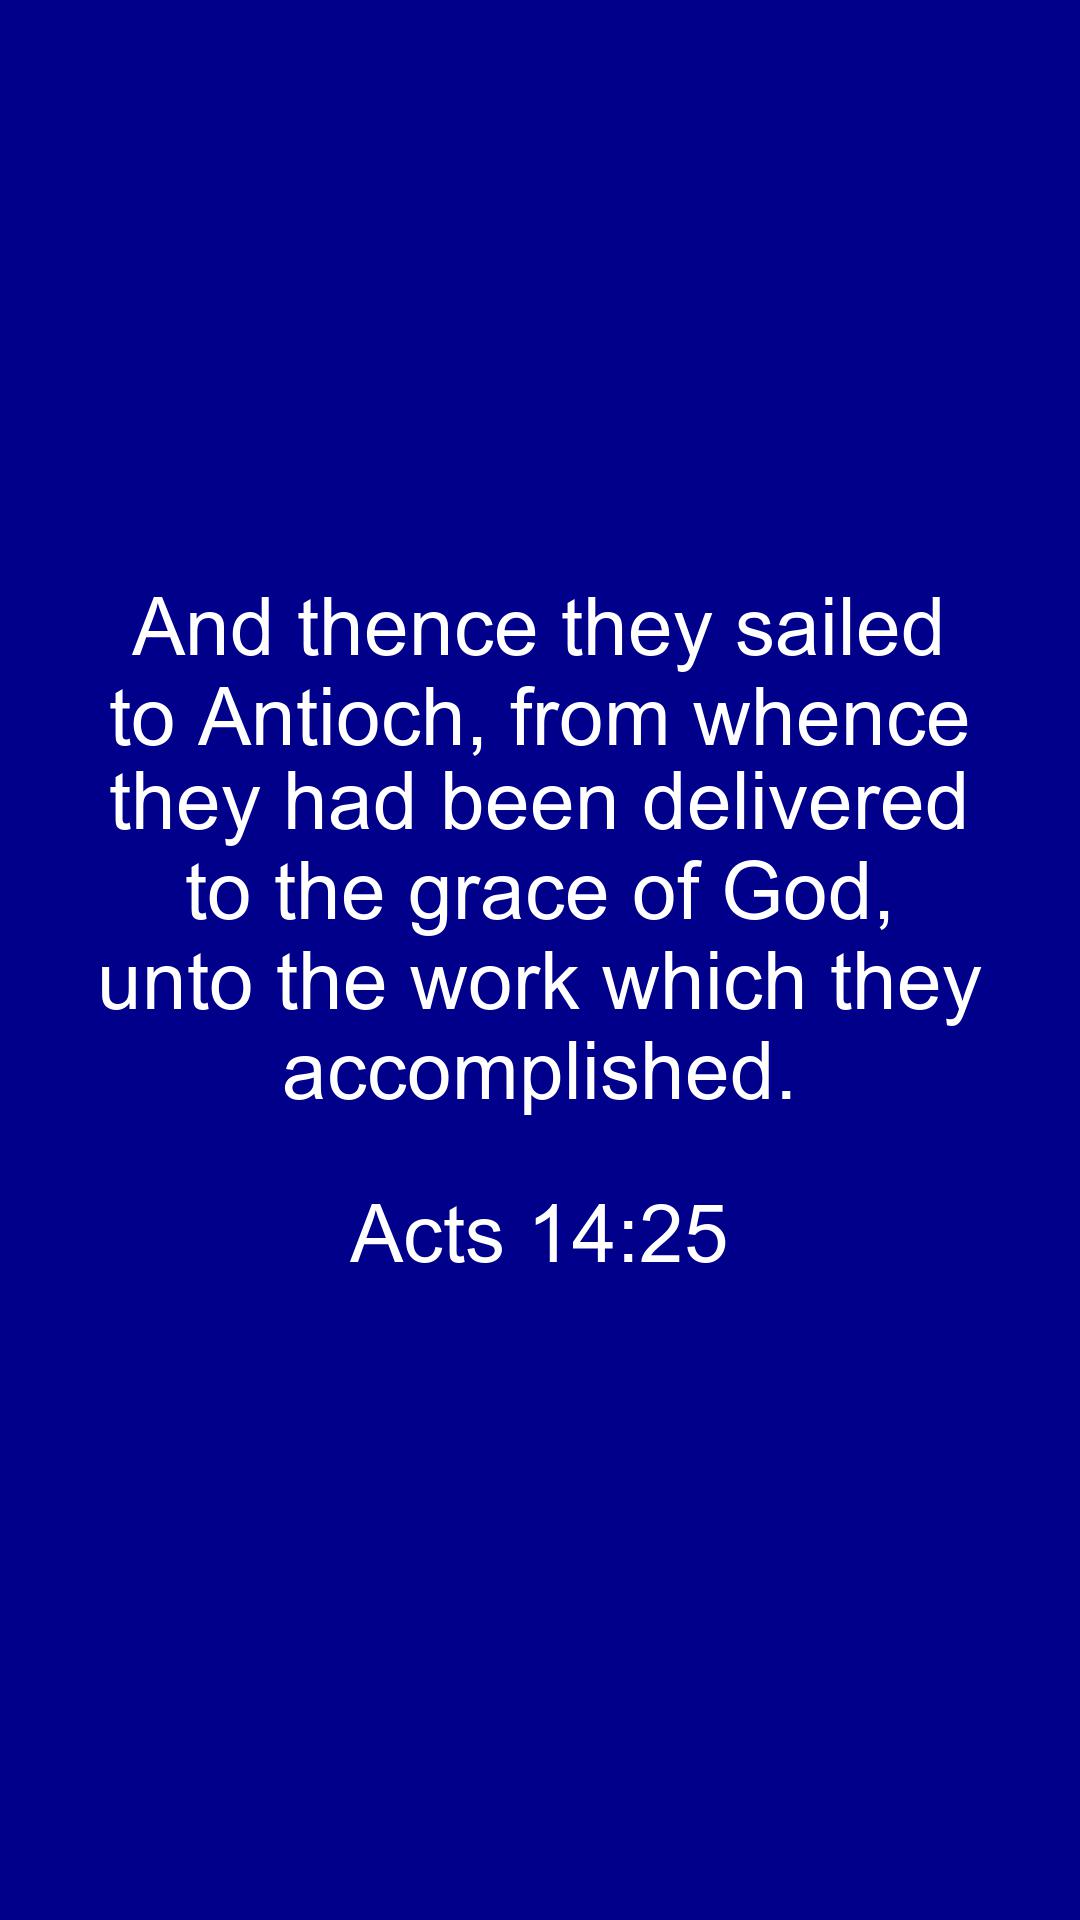 And thence they sailed
to Antioch, from whence
they had been delivered
to the grace of God,
unto the work which they
accomplished.
Acts 14:25